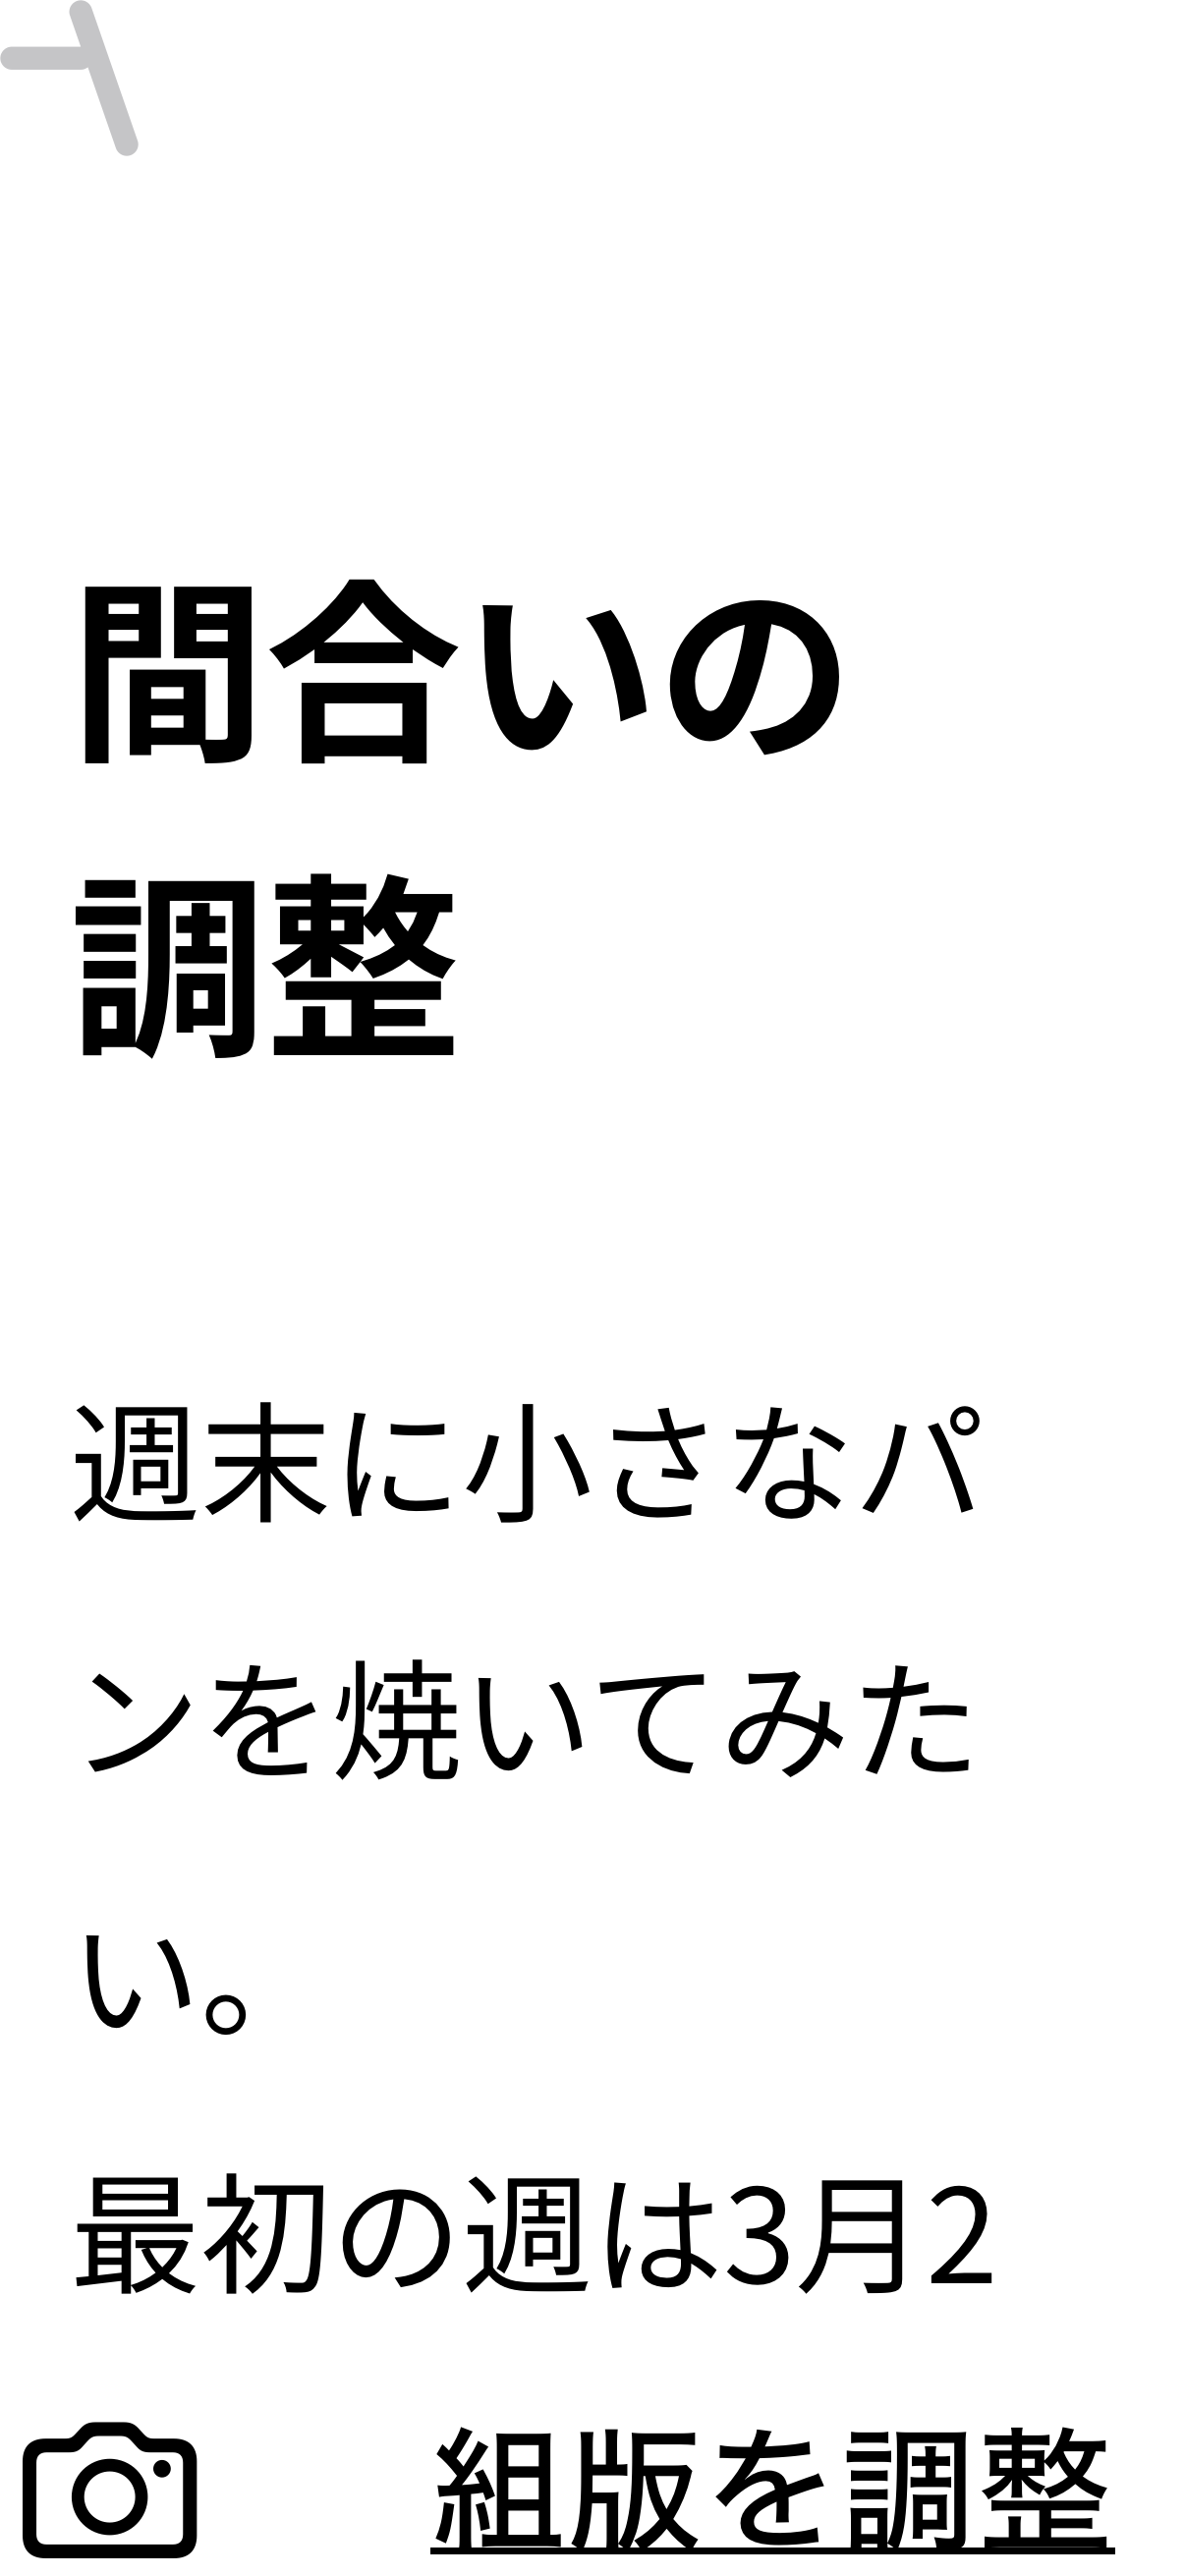 間合いの
調整
週末に小さなパ
ンを焼いてみた
い。
最初の週は3月2
組版を調整